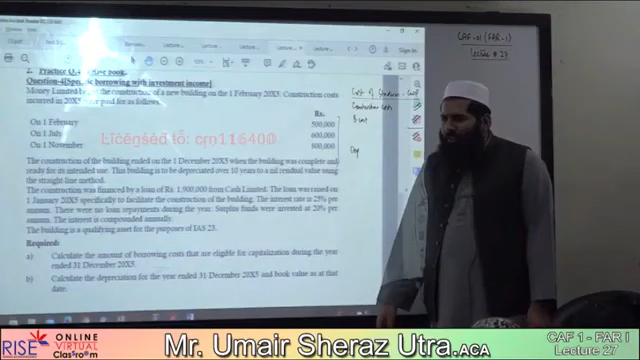 Lecture...
Sign In
2. Practice Q.
Question-4[Specific borrowing with investment income]
Money Limited began the construction of a new building on the 1 February 20X5. Construction costs
incurred in 20X5 were paid for as follows.
Rs.
On 1 February 500,000
On 1 July 600,000
On 1 November 800,000
The construction of the building ended on the 1 December 20X5 when the building was complete and
ready for its intended use. This building is to be depreciated over 10 years to a nil residual value using
the straight-line method.
The construction was financed by a loan of Rs. 1,900,000 from Cash Limited. The loan was raised on
1 January 20X5 specifically to facilitate the construction of the building. The interest rate is 25% per
annum. There were no loan repayments during the year. Surplus funds were invested at 20% per
annum. The interest is compounded annually.
The building is a qualifying asset for the purposes of IAS 23.
Required:
a) Calculate the amount of borrowing costs that are eligible for capitalization during the year
ended 31 December 20X5.
b) Calculate the depreciation for the year ended 31 December 20X5 and book value as at that
date.
Licensed to: crn11640@
Construction costs
B cost
Dep
CAF-01 (FAR-1)
Lecture # 27
RISE ONLINE VIRTUAL Classroom
Mr. Umair Sheraz Utra.ACA
CAF 1 - FAR I
Lecture 27